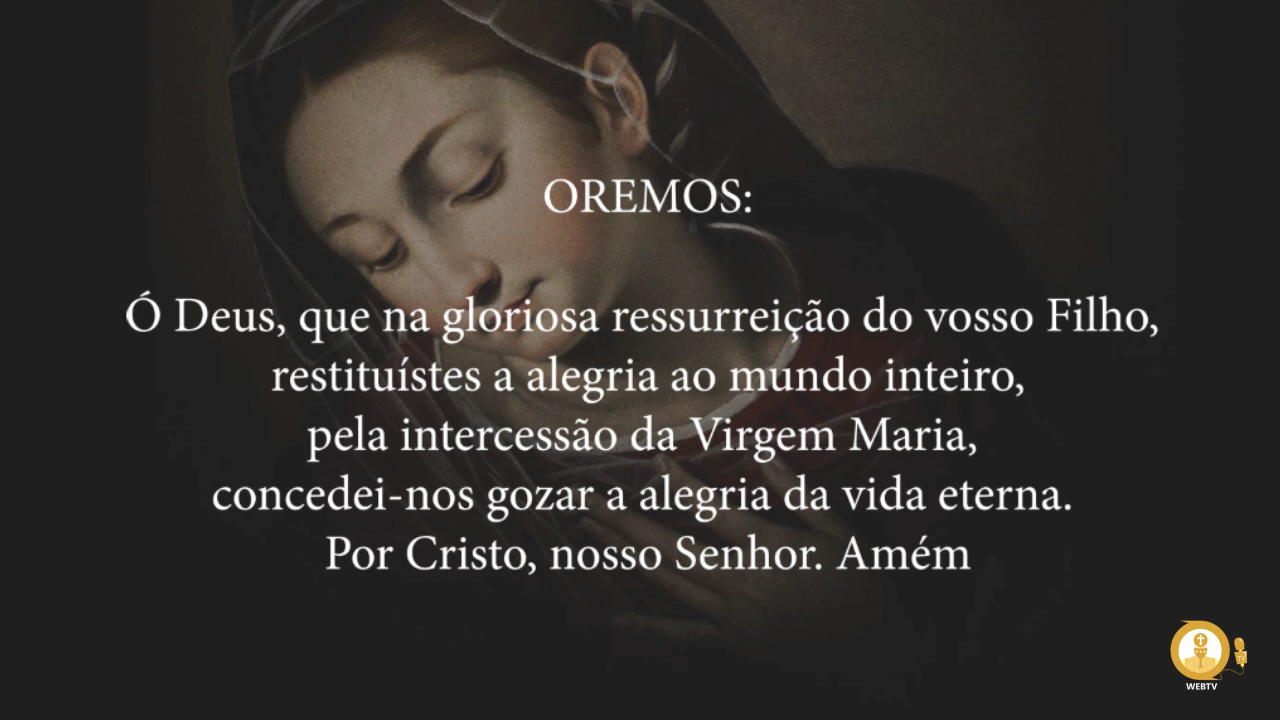 OREMOS:
Ó Deus, que na gloriosa ressurreição do vosso Filho,
restituístes a alegria ao mundo inteiro,
pela intercessão da Virgem Maria,
concedei-nos gozar a alegria da vida eterna.
Por Cristo, nosso Senhor. Amém
TV
WEBTV